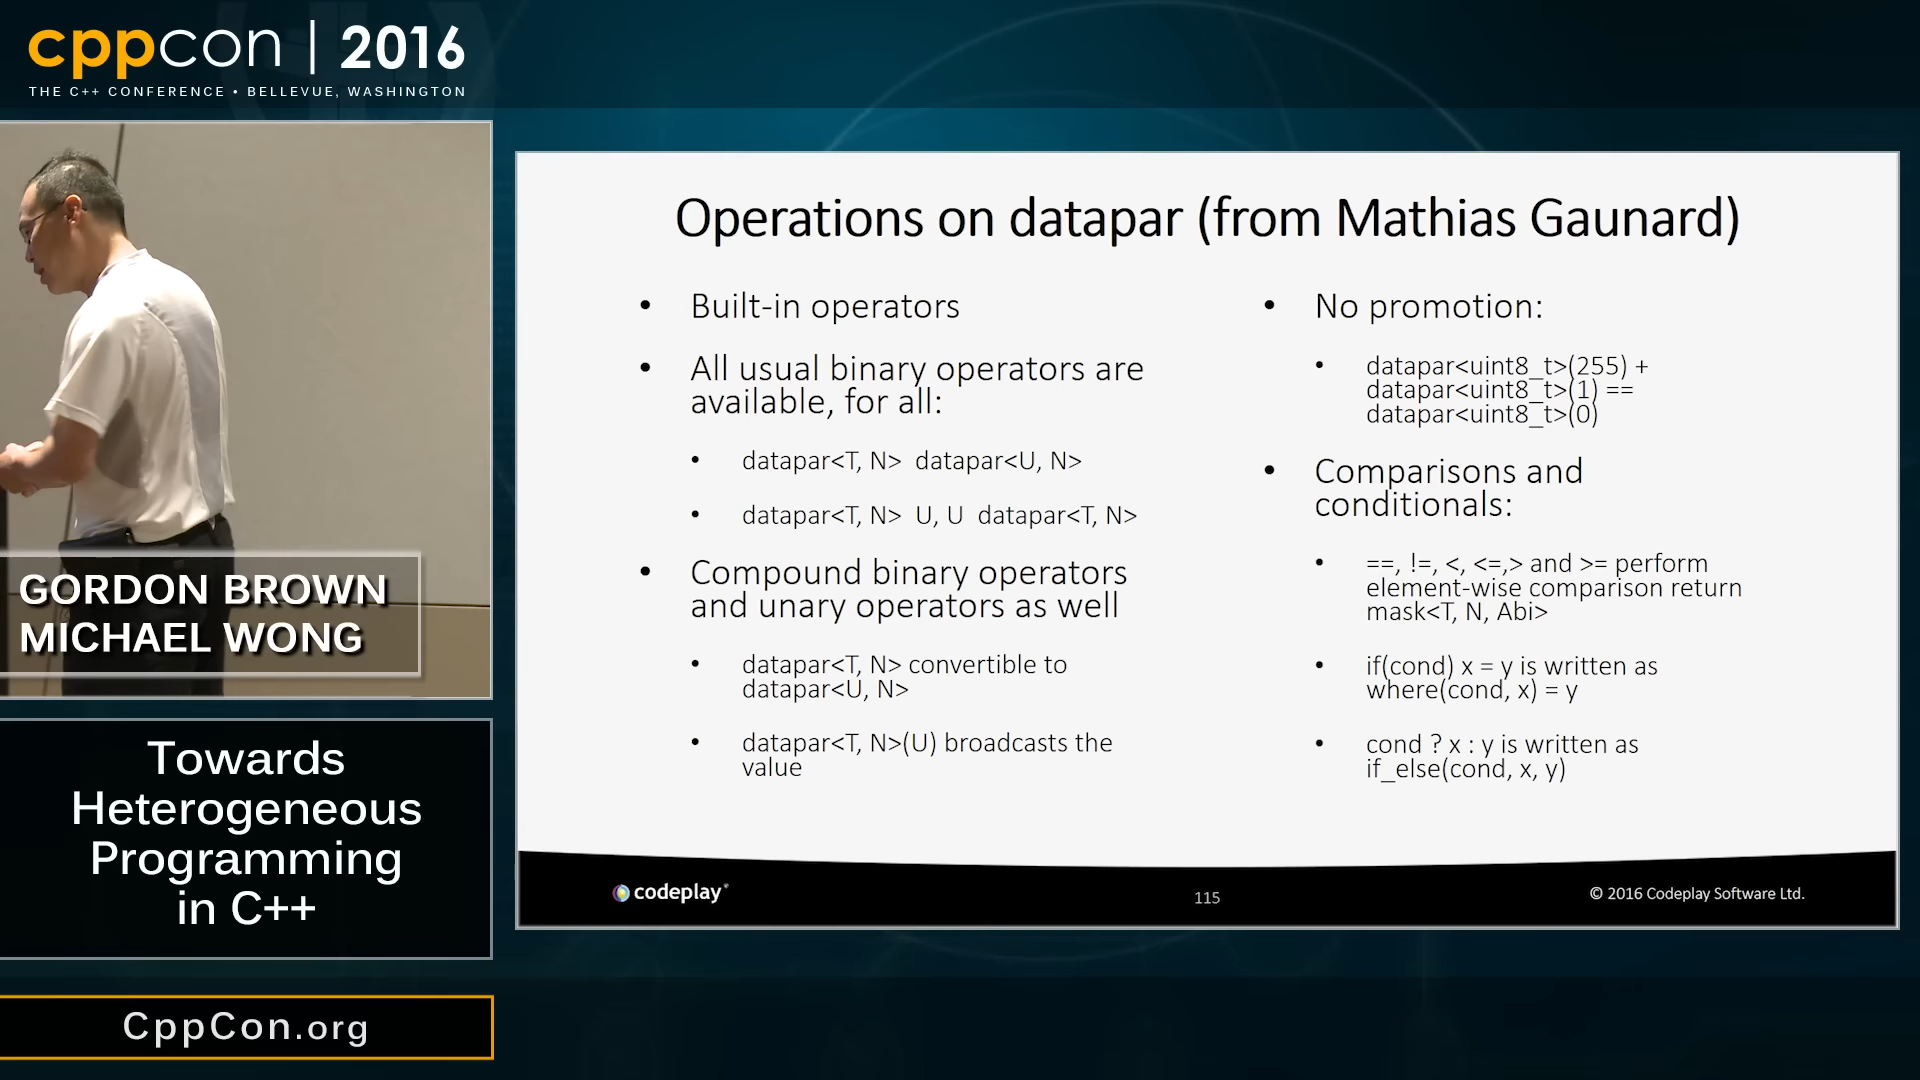 cppcon | 2016
THE C++ CONFERENCE • BELLEVUE, WASHINGTON
GORDON BROWN
MICHAEL WONG
Towards
Heterogeneous
Programming
in C++
CppCon.org
Operations on datapar (from Mathias Gaunard)
• Built-in operators
• All usual binary operators are
available, for all:
• datapar<T, N> datapar<U, N>
• datapar<T, N> U, U datapar<T, N>
• Compound binary operators
and unary operators as well
• datapar<T, N> convertible to
datapar<U, N>
• datapar<T, N>(U) broadcasts the
value
• No promotion:
• datapar<uint8_t>(255) +
datapar<uint8_t>(1) ==
datapar<uint8_t>(0)
• Comparisons and
conditionals:
• ==, !=, <, <=,> and >= perform
element-wise comparison return
mask<T, N, Abi>
• if(cond) x = y is written as
where(cond, x) = y
• cond ? x : y is written as
if_else(cond, x, y)
codeplay
115
© 2016 Codeplay Software Ltd.